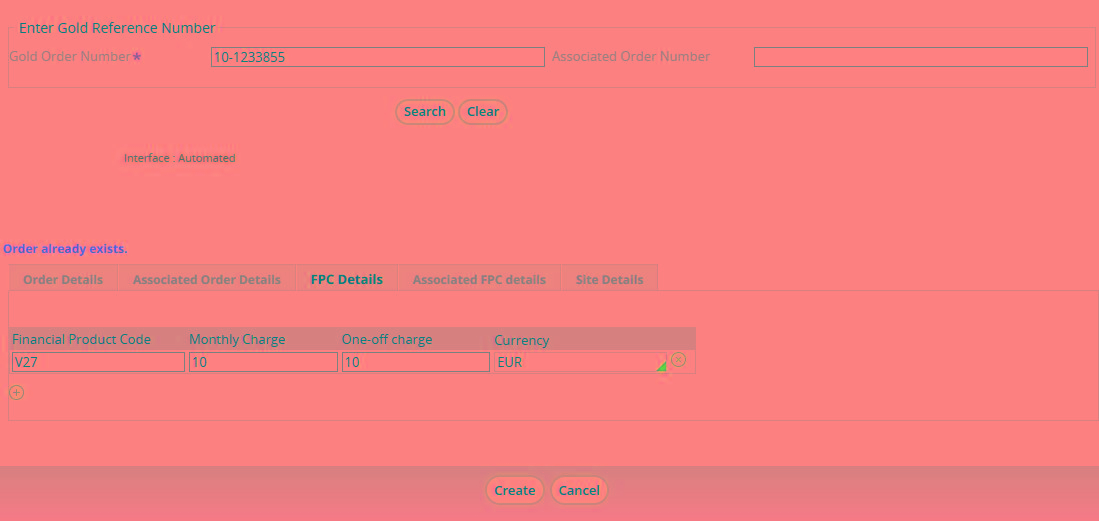 Enter Gold Reference Number
Gold Order Number* 10-1233855 Associated Order Number
Search Clear
Interface : Automated
Order already exists.
Order Details Associated Order Details FPC Details Associated FPC details Site Details
Financial Product Code Monthly Charge One-off charge Currency
V27 10 10 EUR
Create Cancel